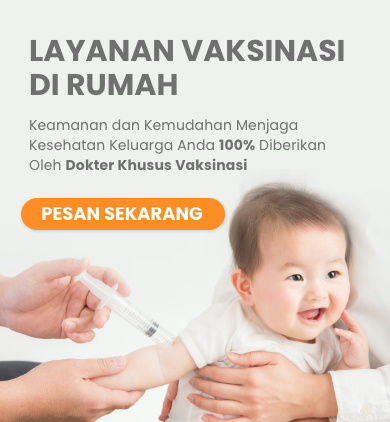 LAYANAN VAKSINASI
DI RUMAH
Keamanan dan Kemudahan Menjaga
Kesehatan Keluarga Anda 100% Diberikan
Oleh Dokter Khusus Vaksinasi
PESAN SEKARANG